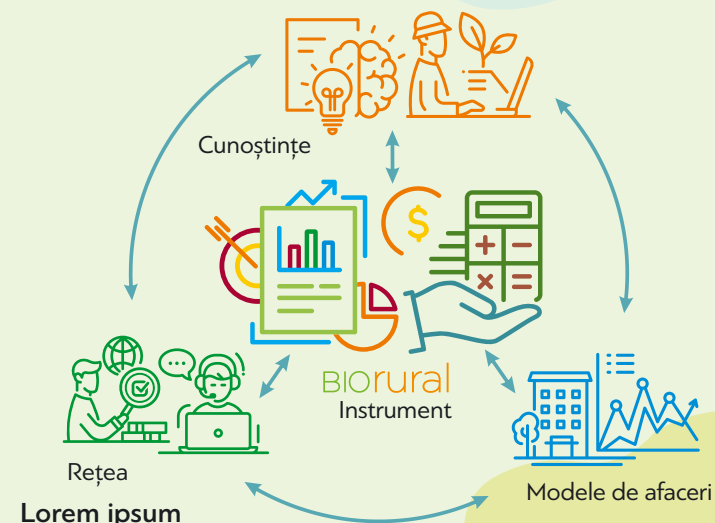 Cunoștințe
$
BIOrural
Instrument
Rețea
Modele de afaceri
Lorem ipsum